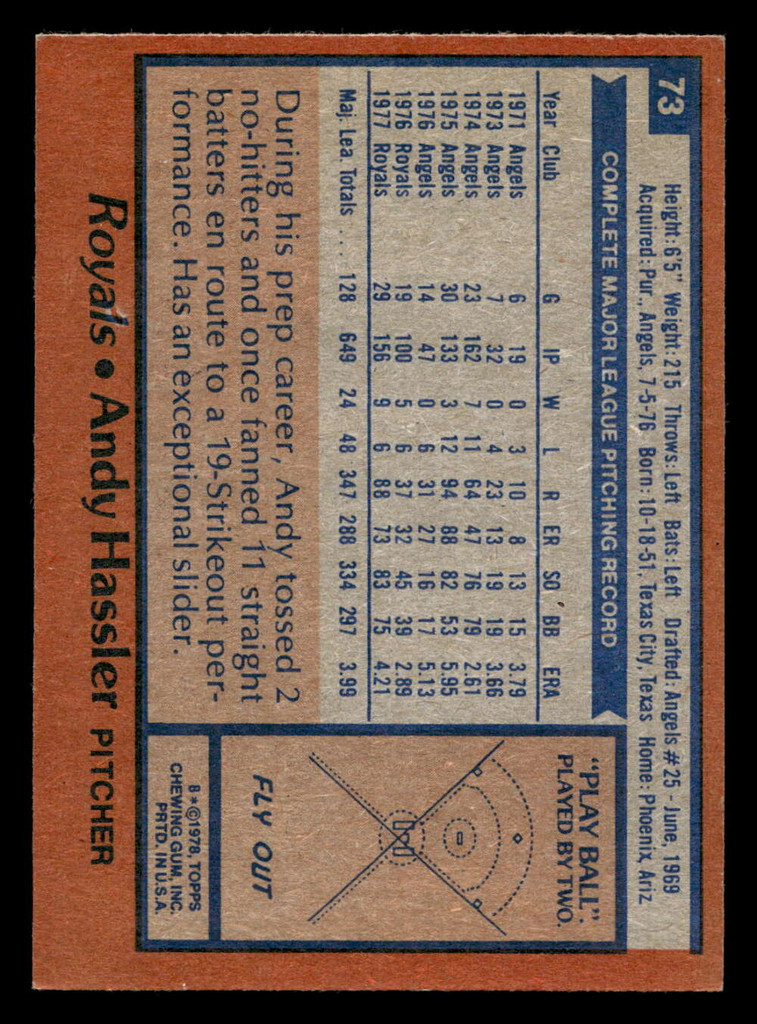 73
Height: 6'5" Weight: 215 Throws: Left Bats: Left Drafted: Angels #25 - June, 1969
Acquired: Pur., Angels, 7-5-76 Born: 10-18-51, Texas City, Texas Home: Phoenix, Ariz
COMPLETE MAJOR LEAGUE PITCHING RECORD
Year Club G IP W L R ER SO BB ERA
1971 Angels 6 19 0 3 10 8 13 15 3.79
1973 Angels 7 32 0 4 23 13 19 19 3.66
1974 Angels 23 162 7 11 64 47 76 79 2.61
1975 Angels 30 133 3 12 94 88 82 53 5.95
1976 Angels 14 47 0 6 31 27 16 17 5.13
1976 Royals 19 100 5 6 37 32 45 39 2.89
1977 Royals 29 156 9 6 88 73 83 75 4.21
Maj. Lea. Totals ... 128 649 24 48 347 288 334 297 3.99
During his prep career, Andy tossed 2
no-hitters and once fanned 11 straight
batters en route to a 19-Strikeout per-
formance. Has an exceptional slider.
"PLAY BALL".
PLAYED BY TWO.
FLY OUT
8*©1978, TOPPS
CHEWING GUM, INC.
PRTD. IN U.S.A.
Royals • Andy Hassler PITCHER